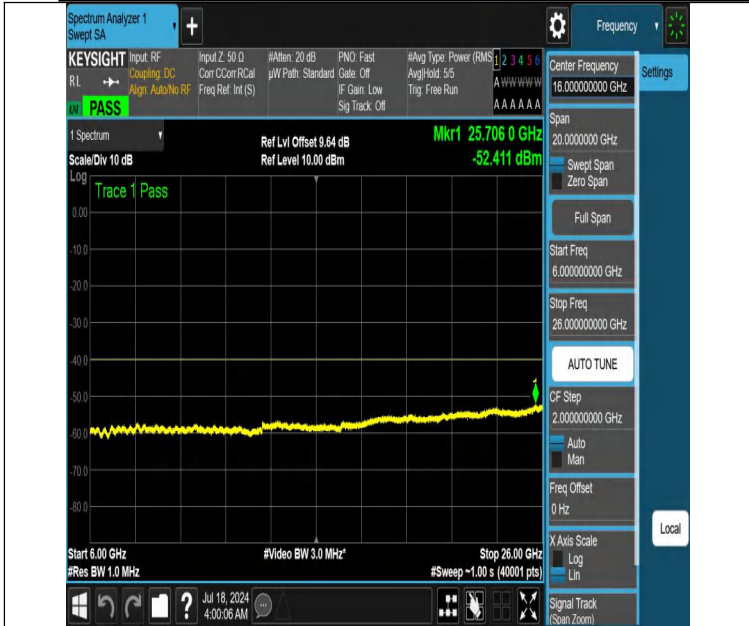 Spectrum Analyzer 1
Swept SA
Frequency
KEYSIGHT
RL
PASS
Input: RF
Coupling: DC
Align: Auto/No RF
Input Z: 50 Ω
Corr CCorr RCal
Freq Ref: Int (S)
#Atten: 20 dB
µW Path: Standard
PNO: Fast
Gate: Off
IF Gain: Low
Sig Track: Off
#Avg Type: Power (RMS
Avg|Hold: 5/5
Trig: Free Run
1 2 3 4 5 6
A W W W W W
A A A A A A
1 Spectrum
Scale/Div 10 dB
Ref Lvl Offset 9.64 dB
Ref Level 10.00 dBm
Mkr1 25.706 0 GHz
-52.411 dBm
Log
Trace 1 Pass
0.00
-10.0
-20.0
-30.0
-40.0
-50.0
-60.0
-70.0
-80.0
1
Start 6.00 GHz
#Res BW 1.0 MHz
#Video BW 3.0 MHz*
Stop 26.00 GHz
#Sweep ~1.00 s (40001 pts)
Jul 18, 2024
4:00:06 AM
Center Frequency
16.000000000 GHz
Settings
Span
20.0000000 GHz
Swept Span
Zero Span
Full Span
Start Freq
6.000000000 GHz
Stop Freq
26.000000000 GHz
AUTO TUNE
CF Step
2.000000000 GHz
Auto
Man
Freq Offset
0 Hz
X Axis Scale
Log
Lin
Local
Signal Track
(Span Zoom)